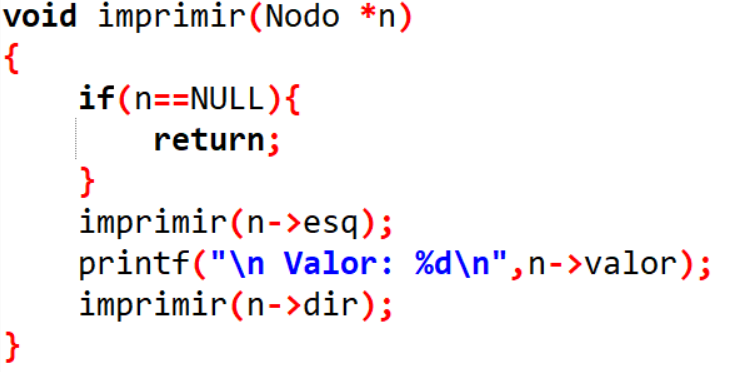 void imprimir(Nodo *n)
{
    if(n==NULL){
        return;
    }
    imprimir(n->esq);
    printf("\n Valor: %d\n",n->valor);
    imprimir(n->dir);
}